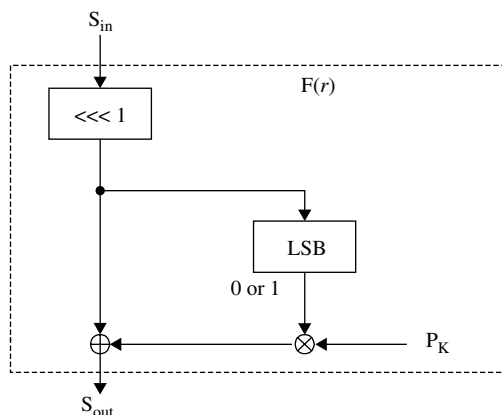 S_in
F(r)
<<< 1
LSB
0 or 1
P_K
S_out